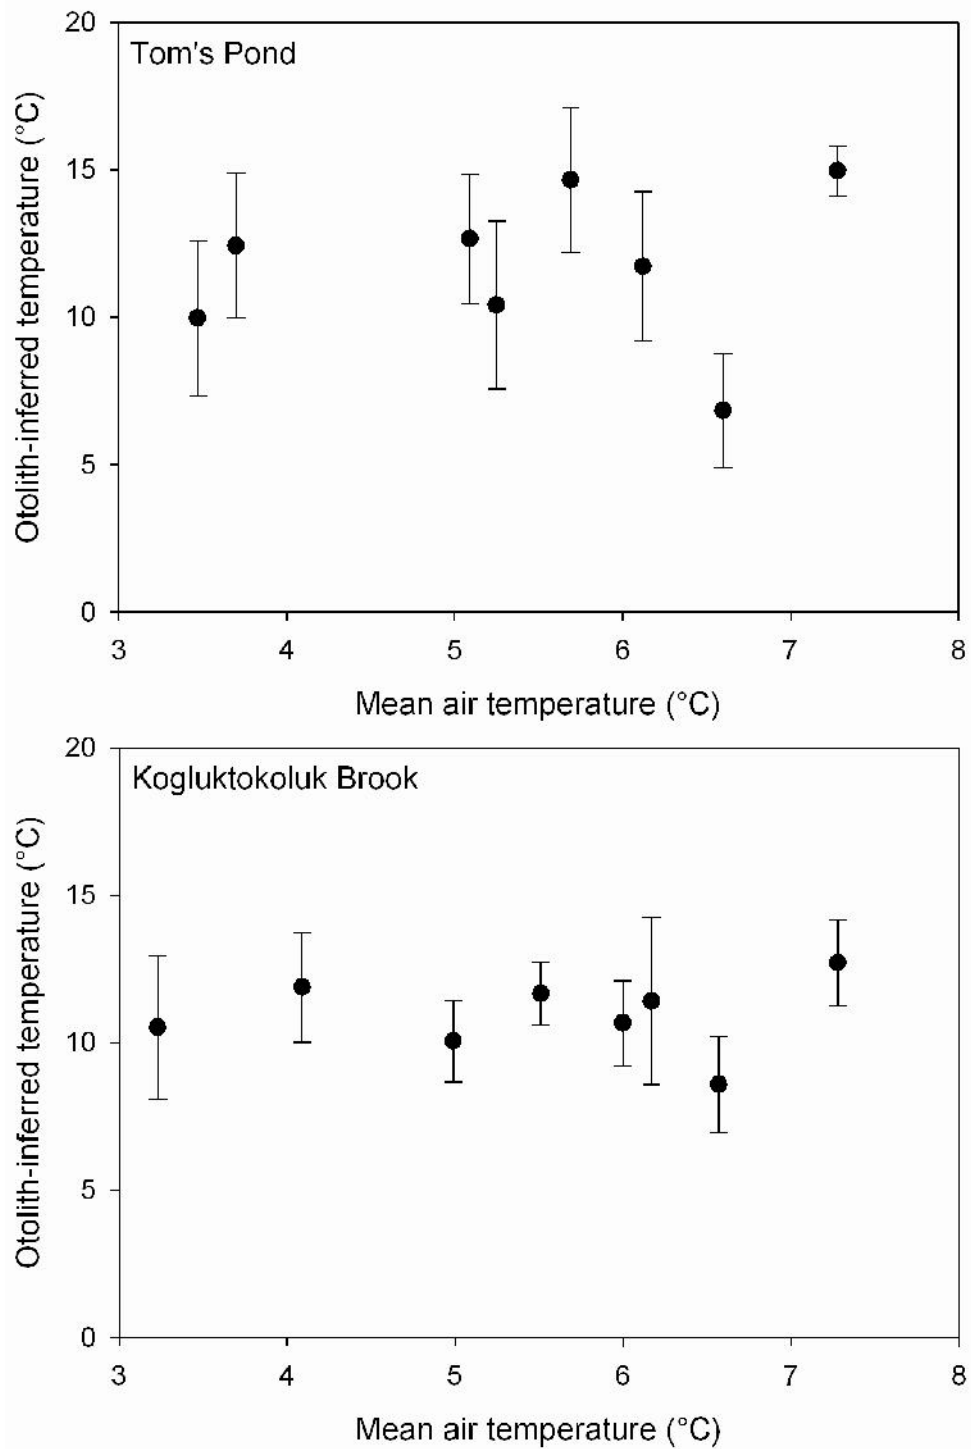 20
Tom's Pond
15
10
5
0
Otolith-inferred temperature (°C)
3 4 5 6 7 8
Mean air temperature (°C)
20
Kogluktokoluk Brook
15
10
5
0
Otolith-inferred temperature (°C)
3 4 5 6 7 8
Mean air temperature (°C)